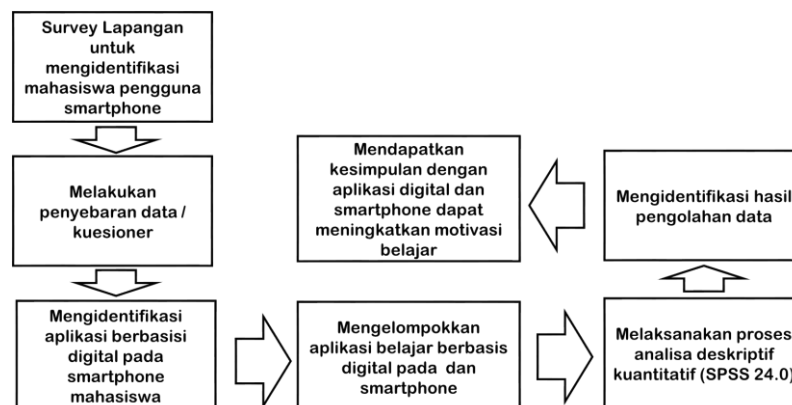 Survey Lapangan
untuk
mengidentifikasi
mahasiswa pengguna
smartphone
Melakukan
penyebaran data /
kuesioner
Mengidentifikasi
aplikasi berbasisi
digital pada
smartphone
mahasiswa
Mengelompokkan
aplikasi belajar berbasis
digital pada  dan
smartphone
Melaksanakan proses
analisa deskriptif
kuantitatif (SPSS 24.0)
Mengidentifikasi hasil
pengolahan data
Mendapatkan
kesimpulan dengan
aplikasi digital dan
smartphone dapat
meningkatkan motivasi
belajar